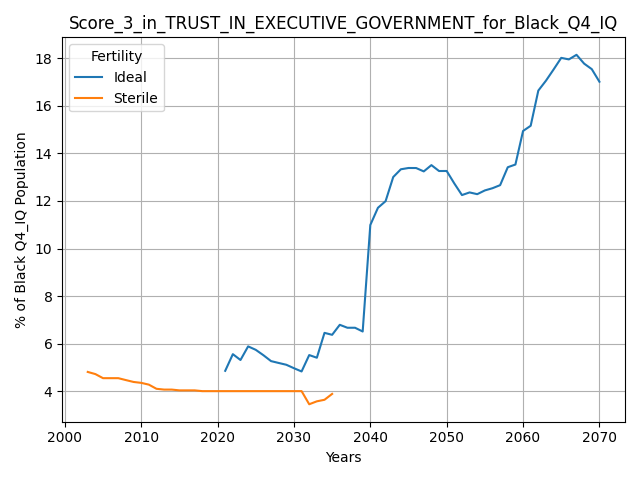 Score_3_in_TRUST_IN_EXECUTIVE_GOVERNMENT_for_Black_Q4_IQ
Fertility
Ideal
Sterile
% of Black Q4_IQ Population
18
16
14
12
10
8
6
4
2000 2010 2020 2030 2040 2050 2060 2070
Years